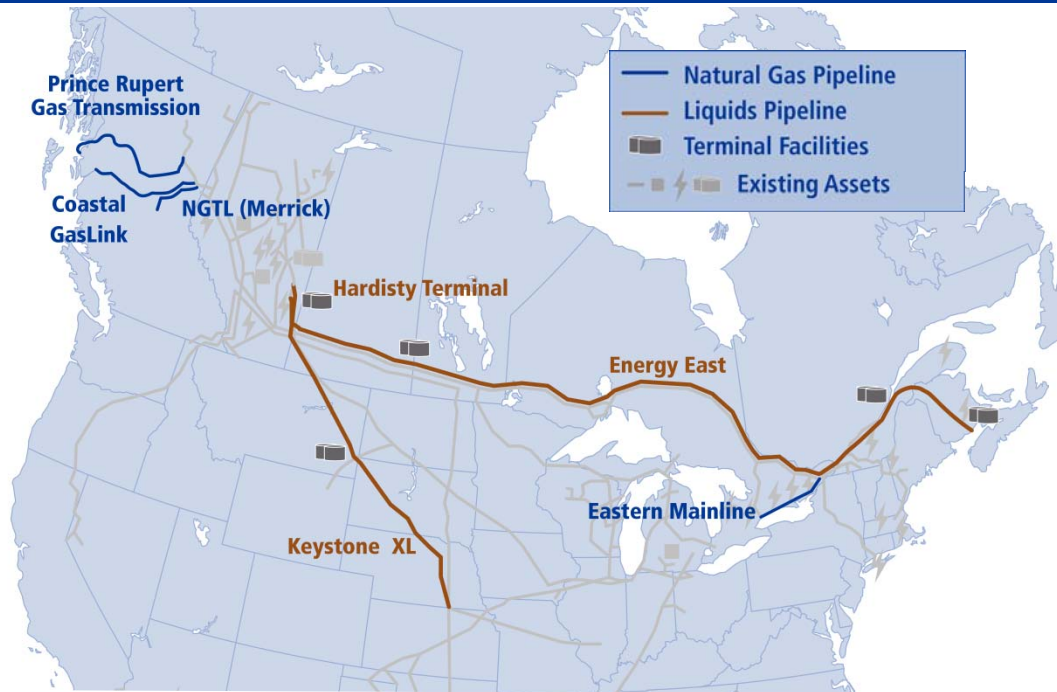 Natural Gas Pipeline
Liquids Pipeline
Terminal Facilities
Existing Assets
Prince Rupert
Gas Transmission
Coastal
GasLink
NGTL (Merrick)
Hardisty Terminal
Energy East
Eastern Mainline
Keystone XL